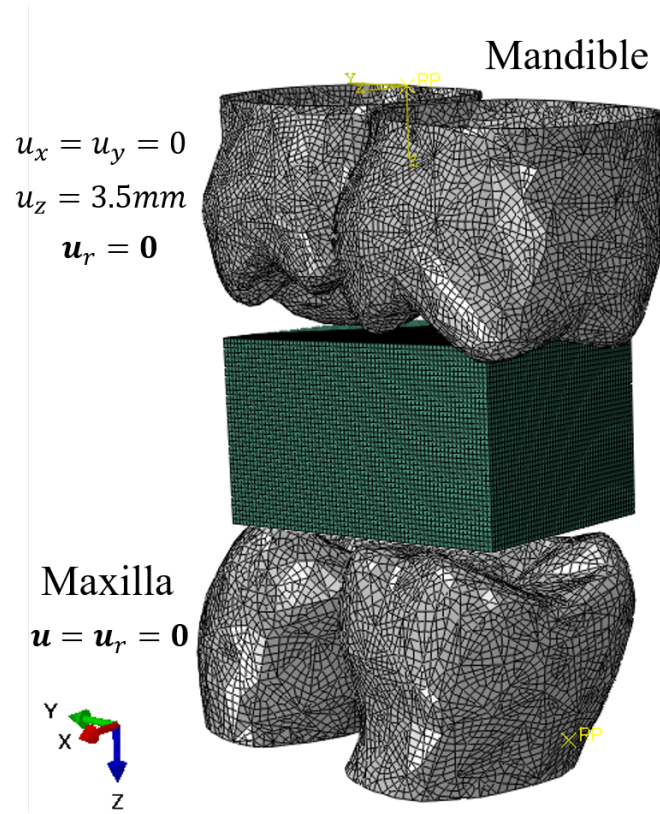 Mandible
Y
Z
RP
Z
u_x = u_y = 0
u_z = 3.5mm
u_r = 0
Maxilla
u = u_r = 0
RP
Y
X
Z